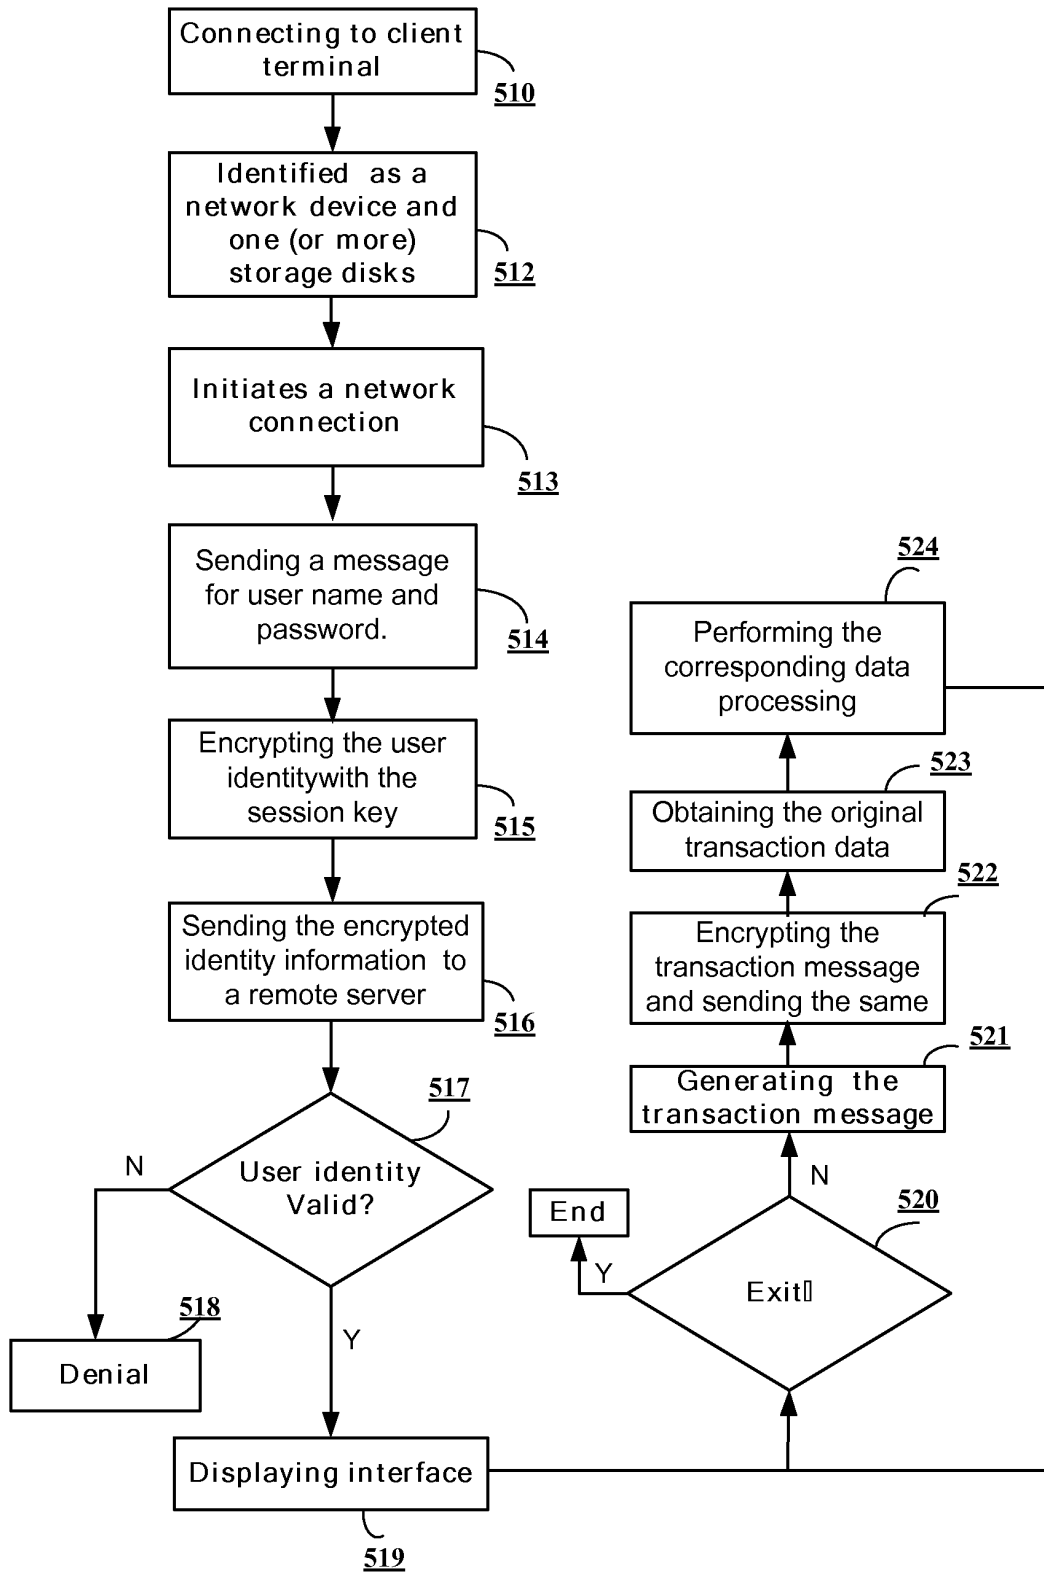 Connecting to client
terminal
510
Identified as a
network device and
one (or more)
storage disks
512
Initiates a network
connection
513
Sending a message
for user name and
password.
514
Encrypting the user
identitywith the
session key
515
Sending the encrypted
identity information to
a remote server
516
User identity
Valid?
517
N
Y
Denial
518
Displaying interface
519
Exit▯
520
Y
N
End
Generating the
transaction message
521
Encrypting the
transaction message
and sending the same
522
Obtaining the original
transaction data
523
Performing the
corresponding data
processing
524